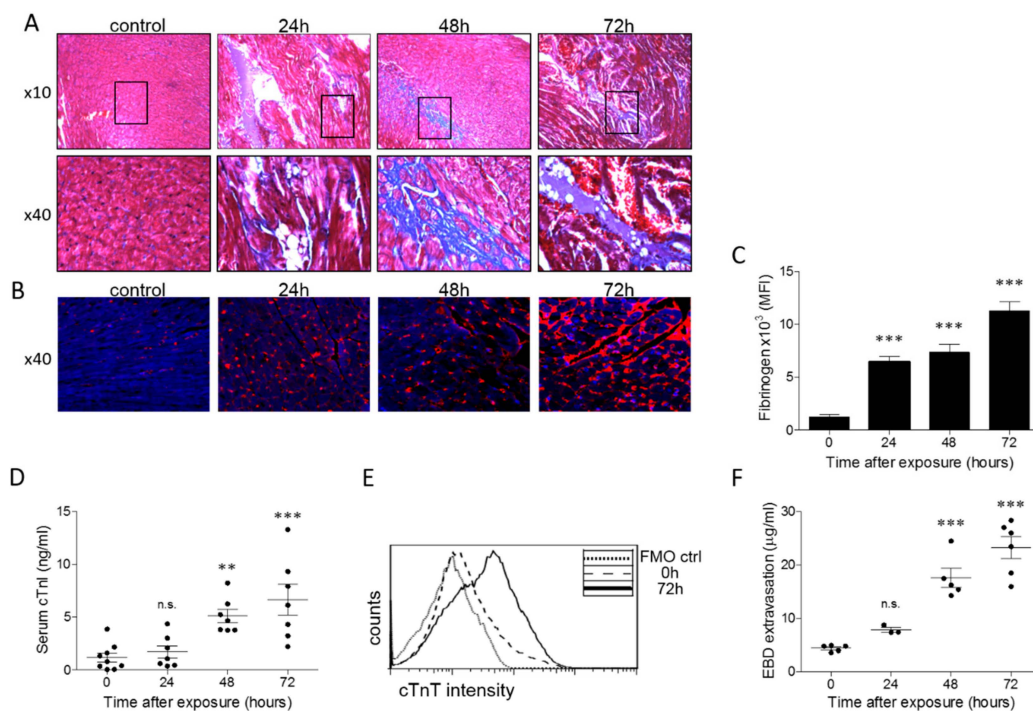 A
control 24h 48h 72h
x10
x40
B
control 24h 48h 72h
x40
C
Fibrinogen x10³ (MFI)
15
10
5
0
***
***
***
0 24 48 72
Time after exposure (hours)
D
Serum cTnI (ng/ml)
15
10
5
0
n.s.
**
***
0 24 48 72
Time after exposure (hours)
E
counts
FMO ctrl
0h
72h
cTnT intensity
F
EBD extravasation (µg/ml)
30
20
10
0
n.s.
***
***
0 24 48 72
Time after exposure (hours)